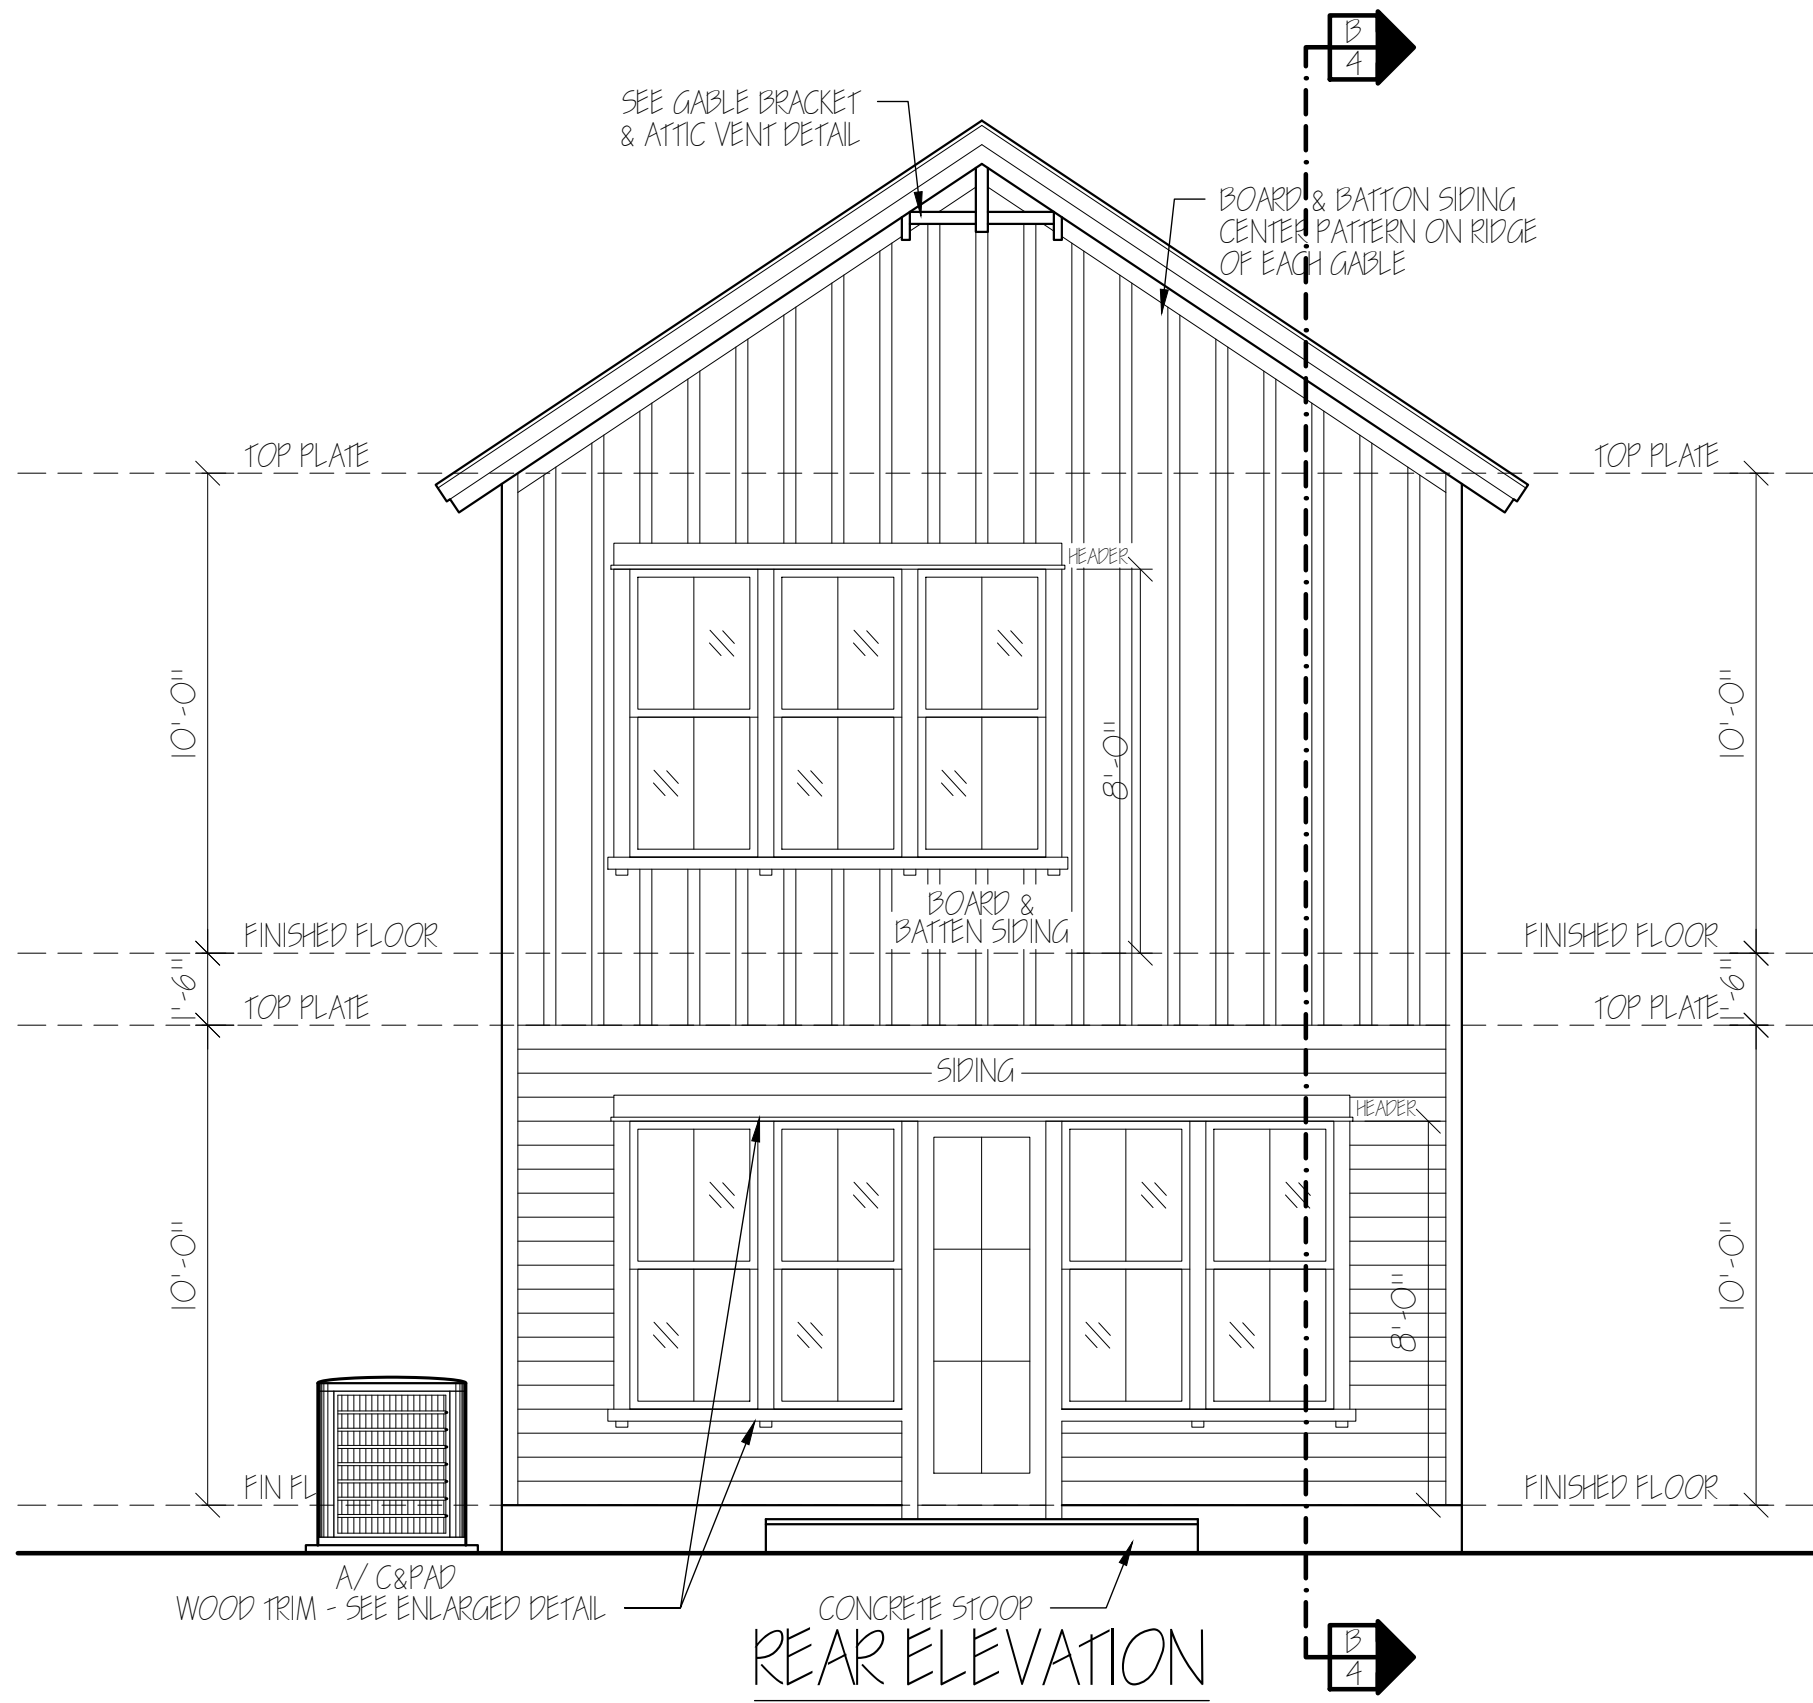 B
4
SEE GABLE BRACKET
& ATTIC VENT DETAIL
BOARD & BATTON SIDING
CENTER PATTERN ON RIDGE
OF EACH GABLE
TOP PLATE
TOP PLATE
HEADER
10'-0"
8'-0"
10'-0"
BOARD &
BATTEN SIDING
FINISHED FLOOR
FINISHED FLOOR
1'-6"
1'-6"
TOP PLATE
TOP PLATE
SIDING
HEADER
10'-0"
8'-0"
10'-0"
FIN FL
FINISHED FLOOR
A/C&PAD
WOOD TRIM - SEE ENLARGED DETAIL
CONCRETE STOOP
REAR ELEVATION
B
4